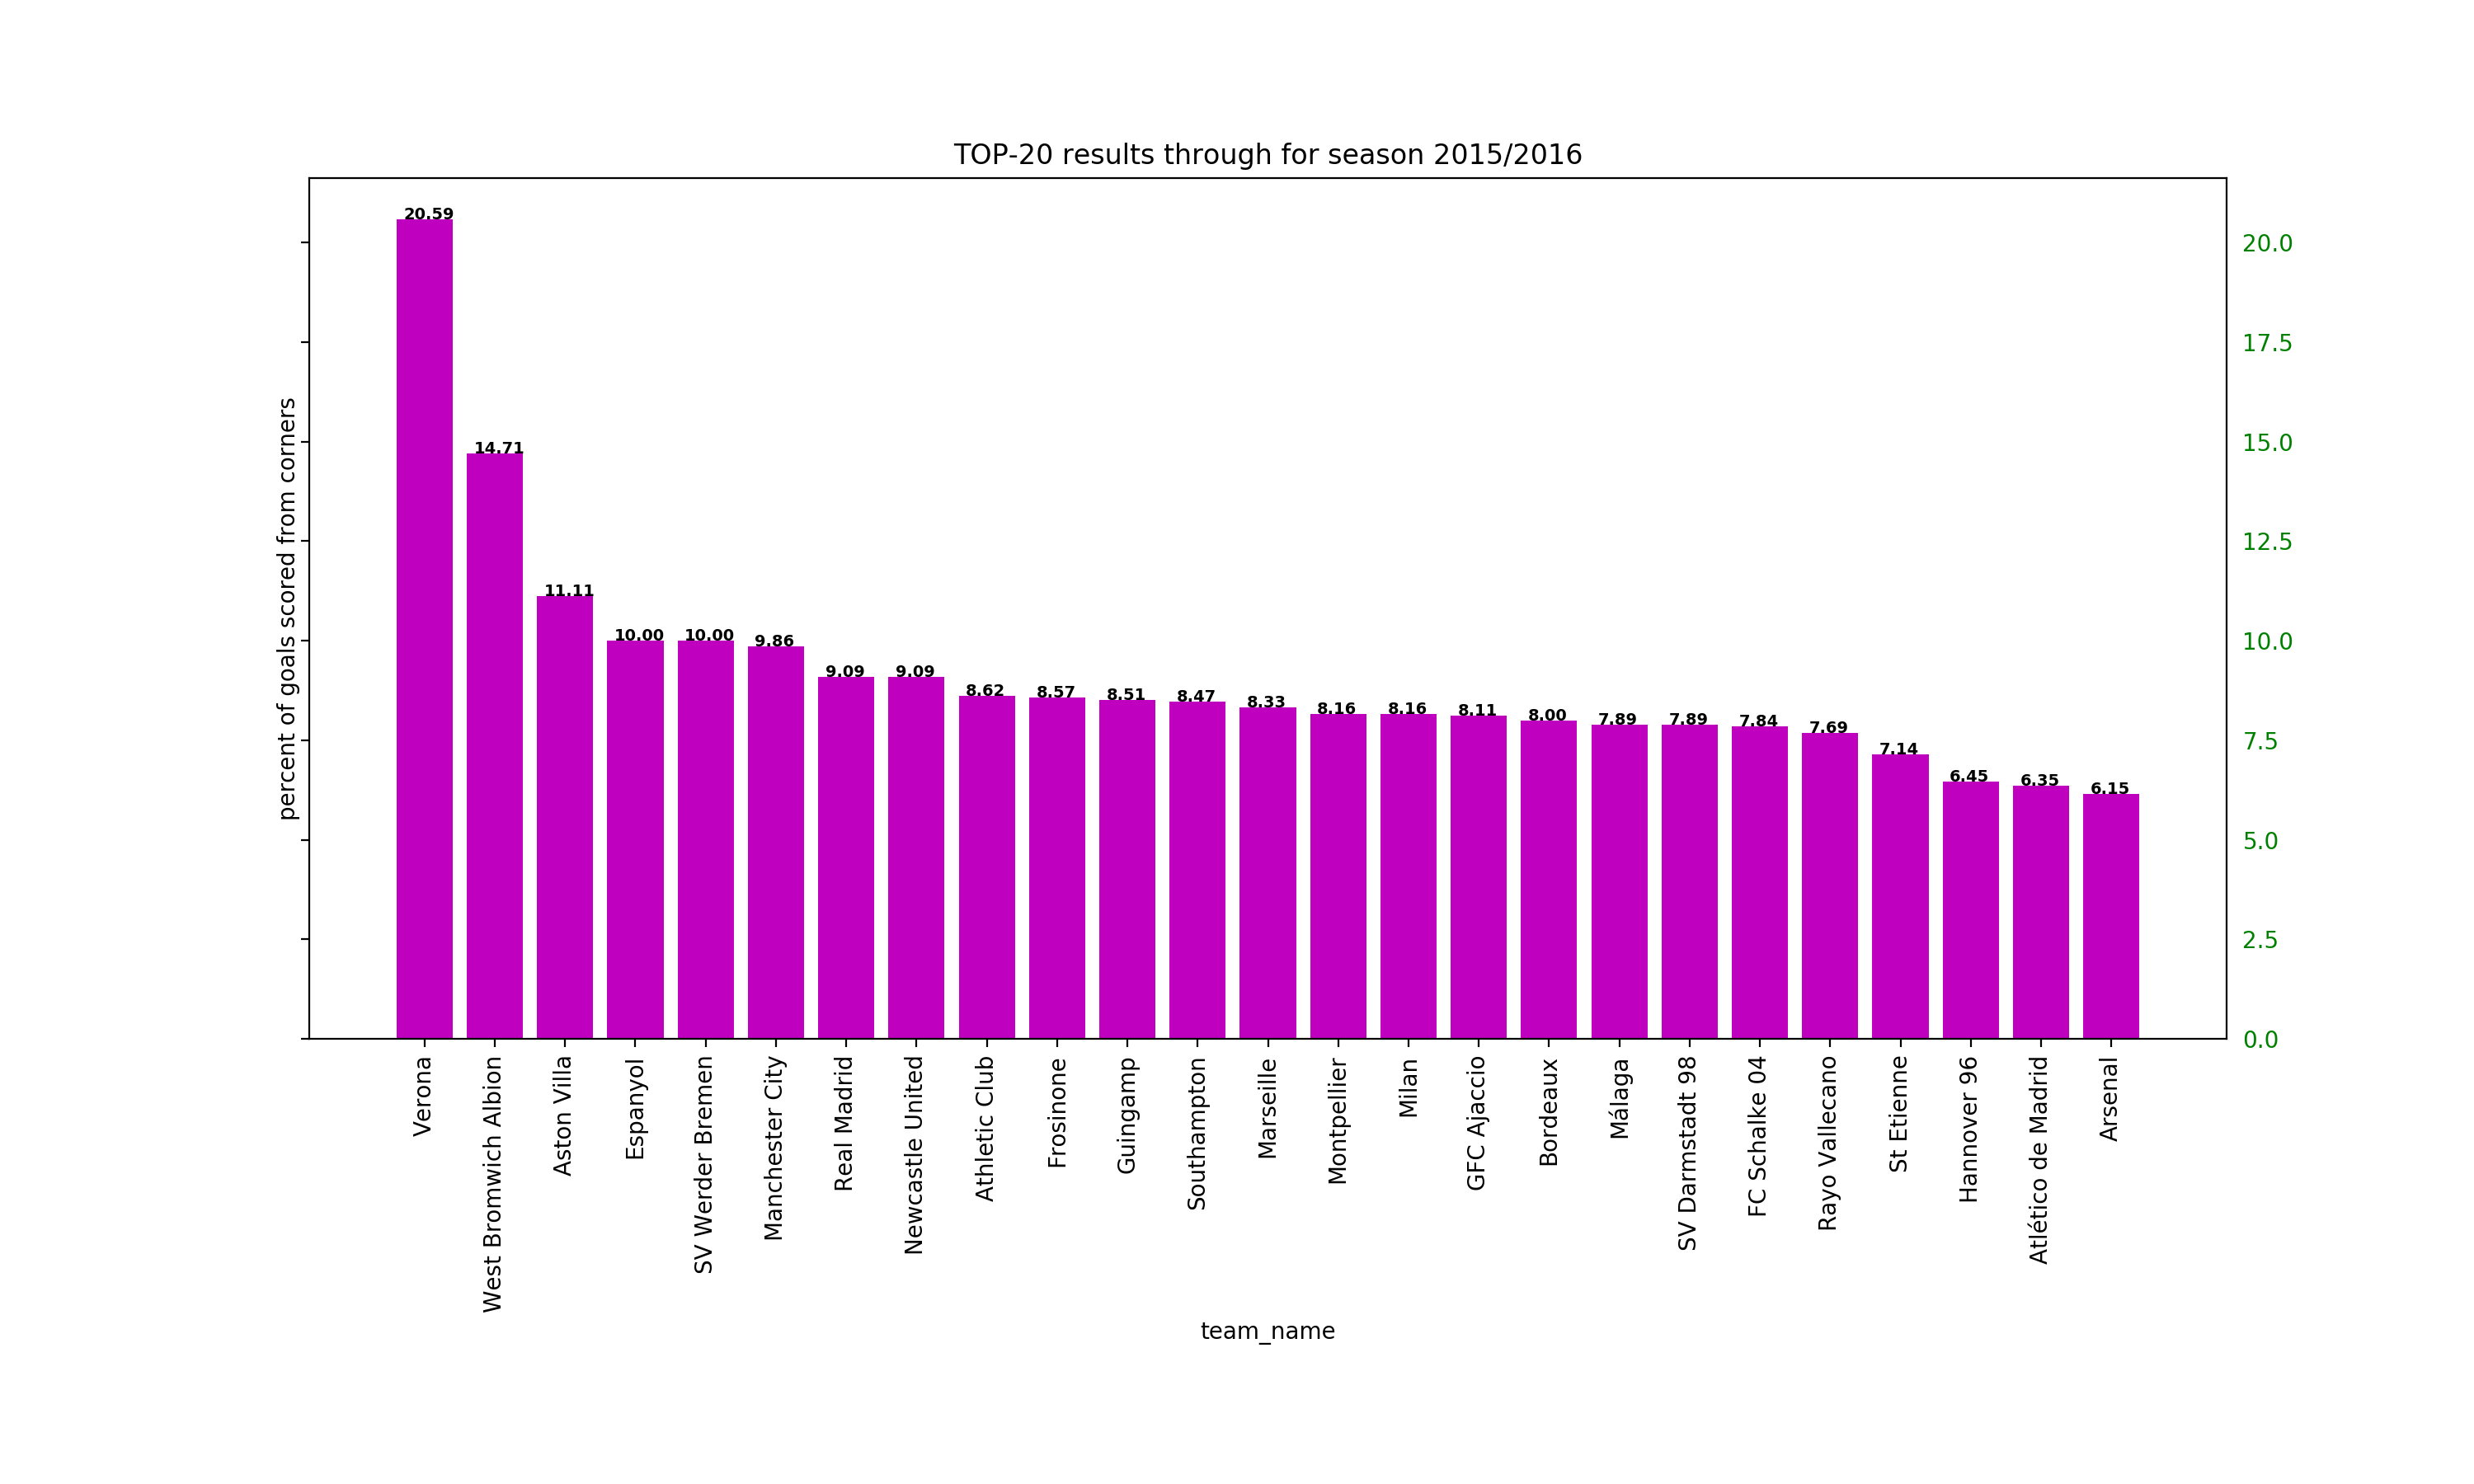 TOP-20 results through for season 2015/2016
percent of goals scored from corners
20.59
14.71
11.11
10.00
10.00
9.86
9.09
9.09
8.62
8.57
8.51
8.47
8.33
8.16
8.16
8.11
8.00
7.89
7.89
7.84
7.69
7.14
6.45
6.35
6.15
20.0
17.5
15.0
12.5
10.0
7.5
5.0
2.5
0.0
Verona
West Bromwich Albion
Aston Villa
Espanyol
SV Werder Bremen
Manchester City
Real Madrid
Newcastle United
Athletic Club
Frosinone
Guingamp
Southampton
Marseille
Montpellier
Milan
GFC Ajaccio
Bordeaux
Málaga
SV Darmstadt 98
FC Schalke 04
Rayo Vallecano
St Etienne
Hannover 96
Atlético de Madrid
Arsenal
team_name